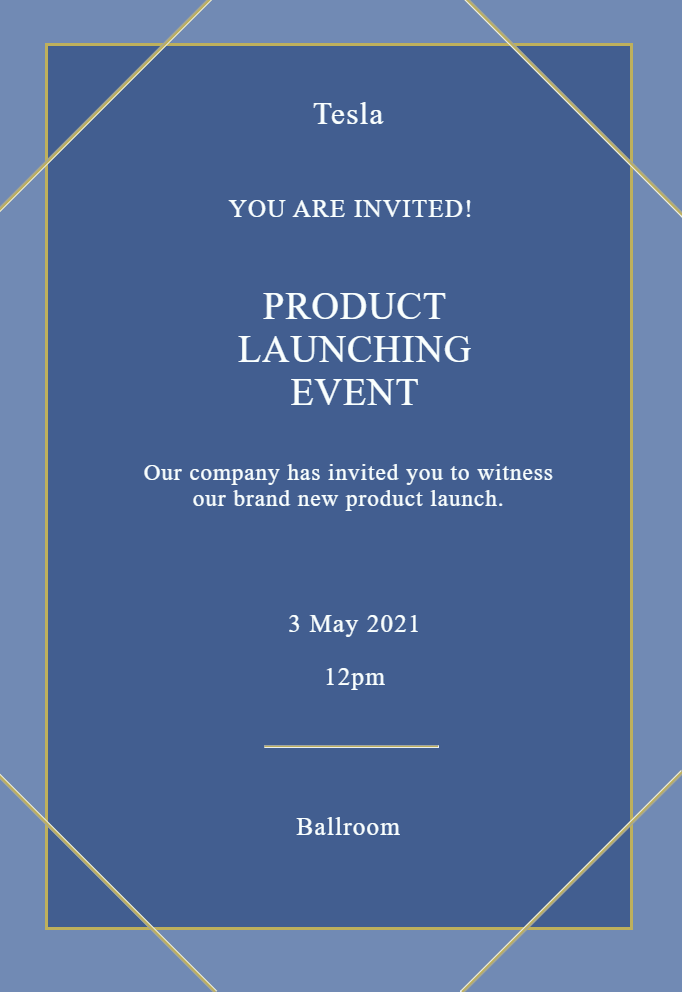 Tesla
YOU ARE INVITED!
PRODUCT
LAUNCHING
EVENT
Our company has invited you to witness
our brand new product launch.
3 May 2021
12pm
Ballroom